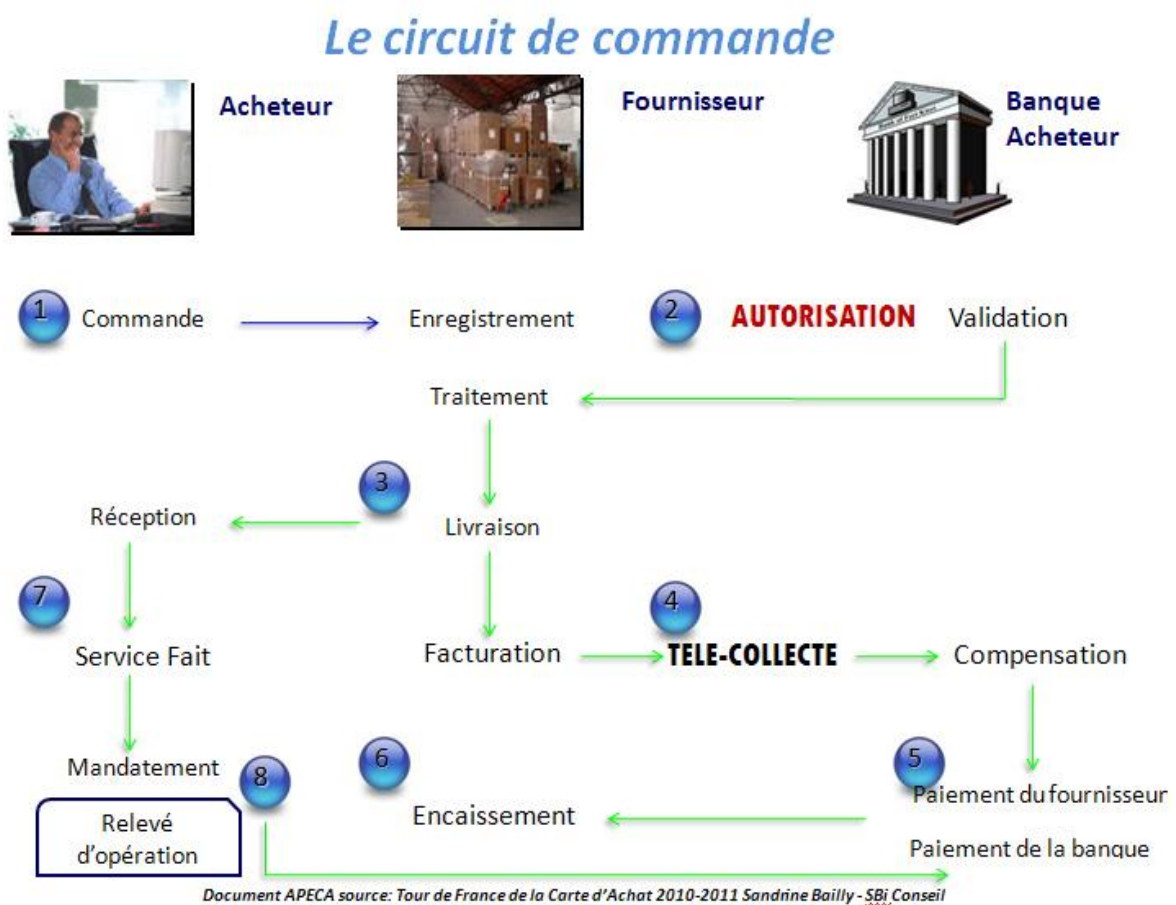 Le circuit de commande
Acheteur
Fournisseur
Banque
Acheteur
1 Commande Enregistrement 2 AUTORISATION Validation
Traitement
3
Réception
Livraison
7
4
Service Fait
Facturation TELE-COLLECTE Compensation
Mandatement
8
6
5
Encaissement
Paiement du fournisseur
Relevé
d'opération
Paiement de la banque
Document APECA source: Tour de France de la Carte d'Achat 2010-2011 Sandrine Bailly - SBi Conseil